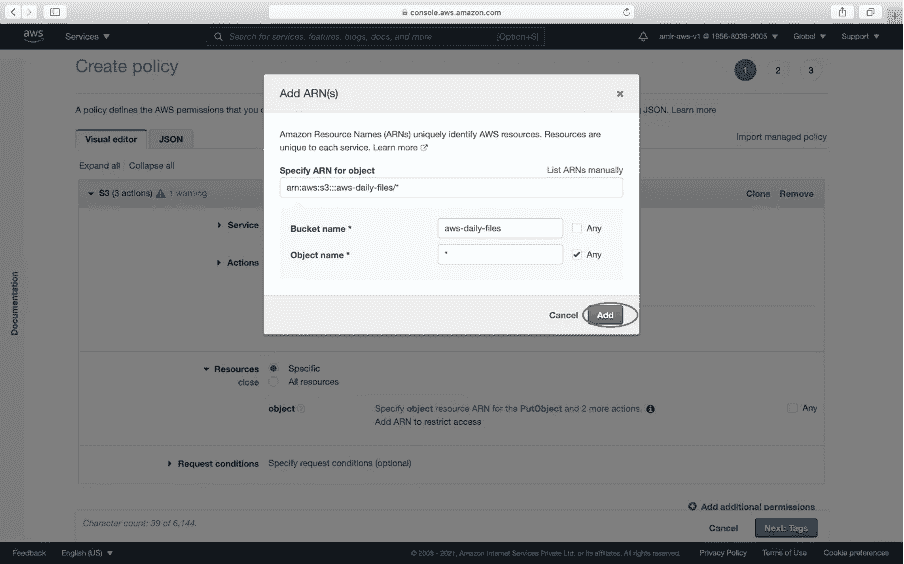 console.aws.amazon.com
aws
Services
Search for services, features, blogs, docs, and more
[Option+S]
amir-aws-v1 @ 1956-8039-2005
Global
Support
Create policy
1
2
3
A policy defines the AWS permissions that you
JSON. Learn more
Visual editor
JSON
Import managed policy
Expand all
Collapse all
S3 (3 actions)
1 warning
Clone
Remove
Service
Actions
Documentation
Add ARN(s)
Amazon Resource Names (ARNs) uniquely identify AWS resources. Resources are
unique to each service. Learn more
Specify ARN for object
List ARNs manually
arn:aws:s3:::aws-daily-files/*
Bucket name *
aws-daily-files
Any
Object name *
*
Any
Cancel
Add
Resources
Specific
close
All resources
object
Specify object resource ARN for the PutObject and 2 more actions.
Any
Add ARN to restrict access
Request conditions
Specify request conditions (optional)
Add additional permissions
Character count: 39 of 6,144.
Cancel
Next: Tags
Feedback
English (US)
© 2008 - 2021, Amazon Internet Services Private Ltd. or its affiliates. All rights reserved.
Privacy Policy
Terms of Use
Cookie preferences